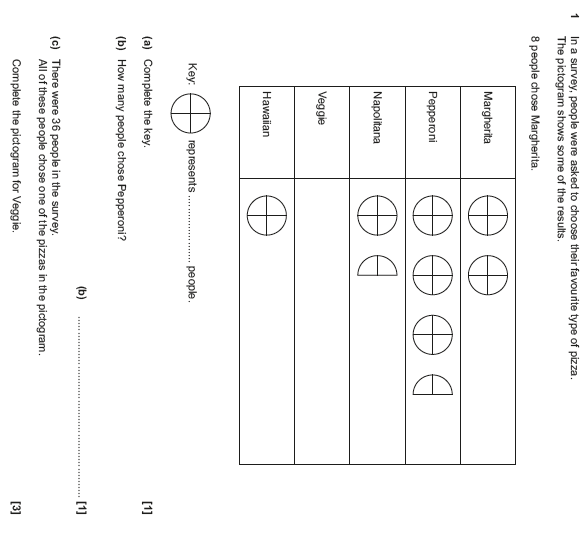 1 In a survey, people were asked to choose their favourite type of pizza.
The pictogram shows some of the results.
8 people chose Margherita.
Margherita
Pepperoni
Napolitana
Veggie
Hawaiian
Key: represents .................... people.
(a) Complete the key. [1]
(b) How many people chose Pepperoni?
(b) ............................................................ [1]
(c) There were 36 people in the survey.
All of these people chose one of the pizzas in the pictogram.
Complete the pictogram for Veggie. [3]